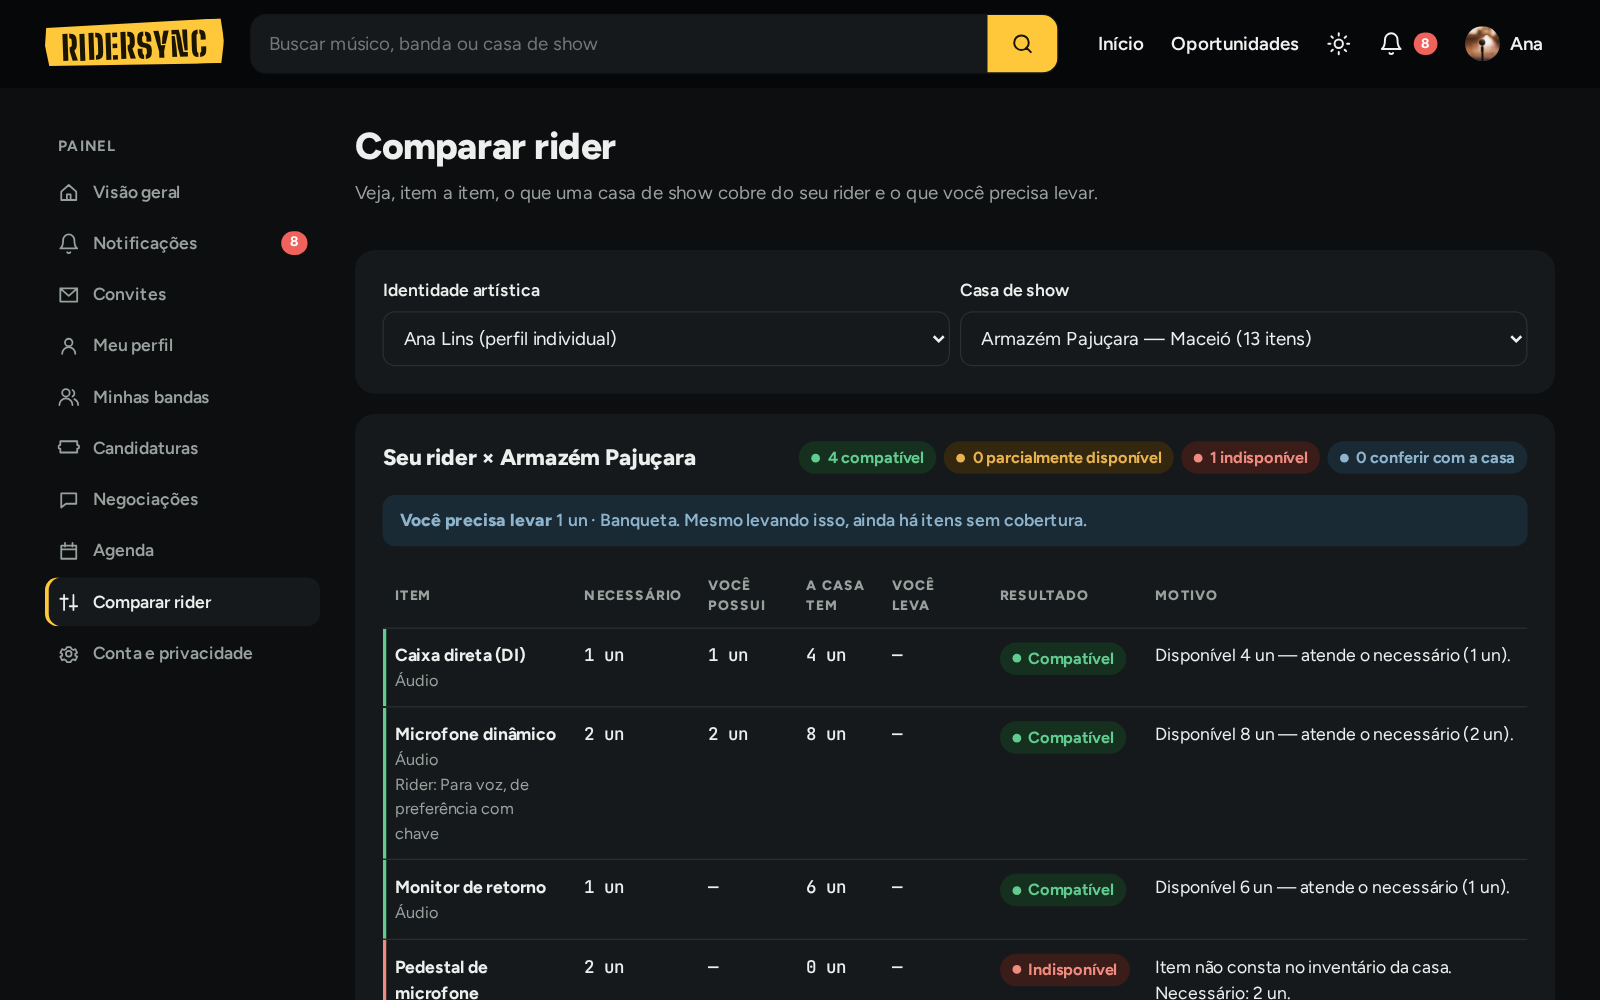 RIDERSYNC
Buscar músico, banda ou casa de show
Início
Oportunidades
8
Ana
PAINEL
Visão geral
Notificações
8
Convites
Meu perfil
Minhas bandas
Candidaturas
Negociações
Agenda
Comparar rider
Conta e privacidade
Comparar rider
Veja, item a item, o que uma casa de show cobre do seu rider e o que você precisa levar.
Identidade artística
Casa de show
Ana Lins (perfil individual)
Armazém Pajuçara — Maceió (13 itens)
Seu rider × Armazém Pajuçara
4 compatível
0 parcialmente disponível
1 indisponível
0 conferir com a casa
Você precisa levar 1 un · Banqueta. Mesmo levando isso, ainda há itens sem cobertura.
ITEM
NECESSÁRIO
VOCÊ
POSSUI
A CASA
TEM
VOCÊ
LEVA
RESULTADO
MOTIVO
Caixa direta (DI)
Áudio
1 un
1 un
4 un
—
Compatível
Disponível 4 un — atende o necessário (1 un).
Microfone dinâmico
Áudio
Rider: Para voz, de
preferência com
chave
2 un
2 un
8 un
—
Compatível
Disponível 8 un — atende o necessário (2 un).
Monitor de retorno
Áudio
1 un
—
6 un
—
Compatível
Disponível 6 un — atende o necessário (1 un).
Pedestal de
microfone
2 un
—
0 un
—
Indisponível
Item não consta no inventário da casa.
Necessário: 2 un.